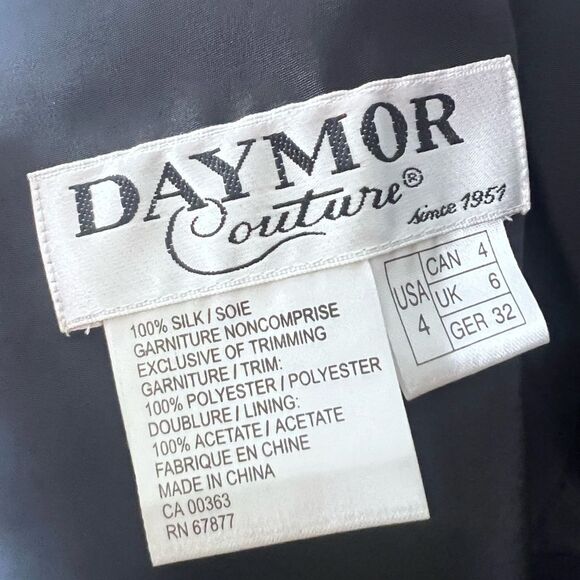 DAYMOR
Couture®
since 1951
100% SILK / SOIE
GARNITURE NONCOMPRISE
EXCLUSIVE OF TRIMMING
GARNITURE / TRIM:
100% POLYESTER / POLYESTER
DOUBLURE / LINING:
100% ACETATE / ACETATE
FABRIQUE EN CHINE
MADE IN CHINA
CA 00363
RN 67877
USA 4
CAN 4
UK 6
GER 32